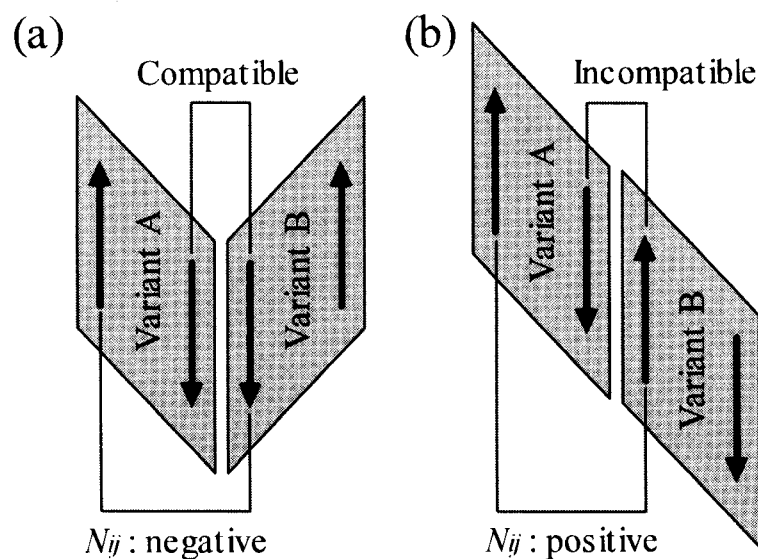 (a)
Compatible
Variant A
Variant B
Nij : negative
(b)
Incompatible
Variant A
Variant B
Nij : positive